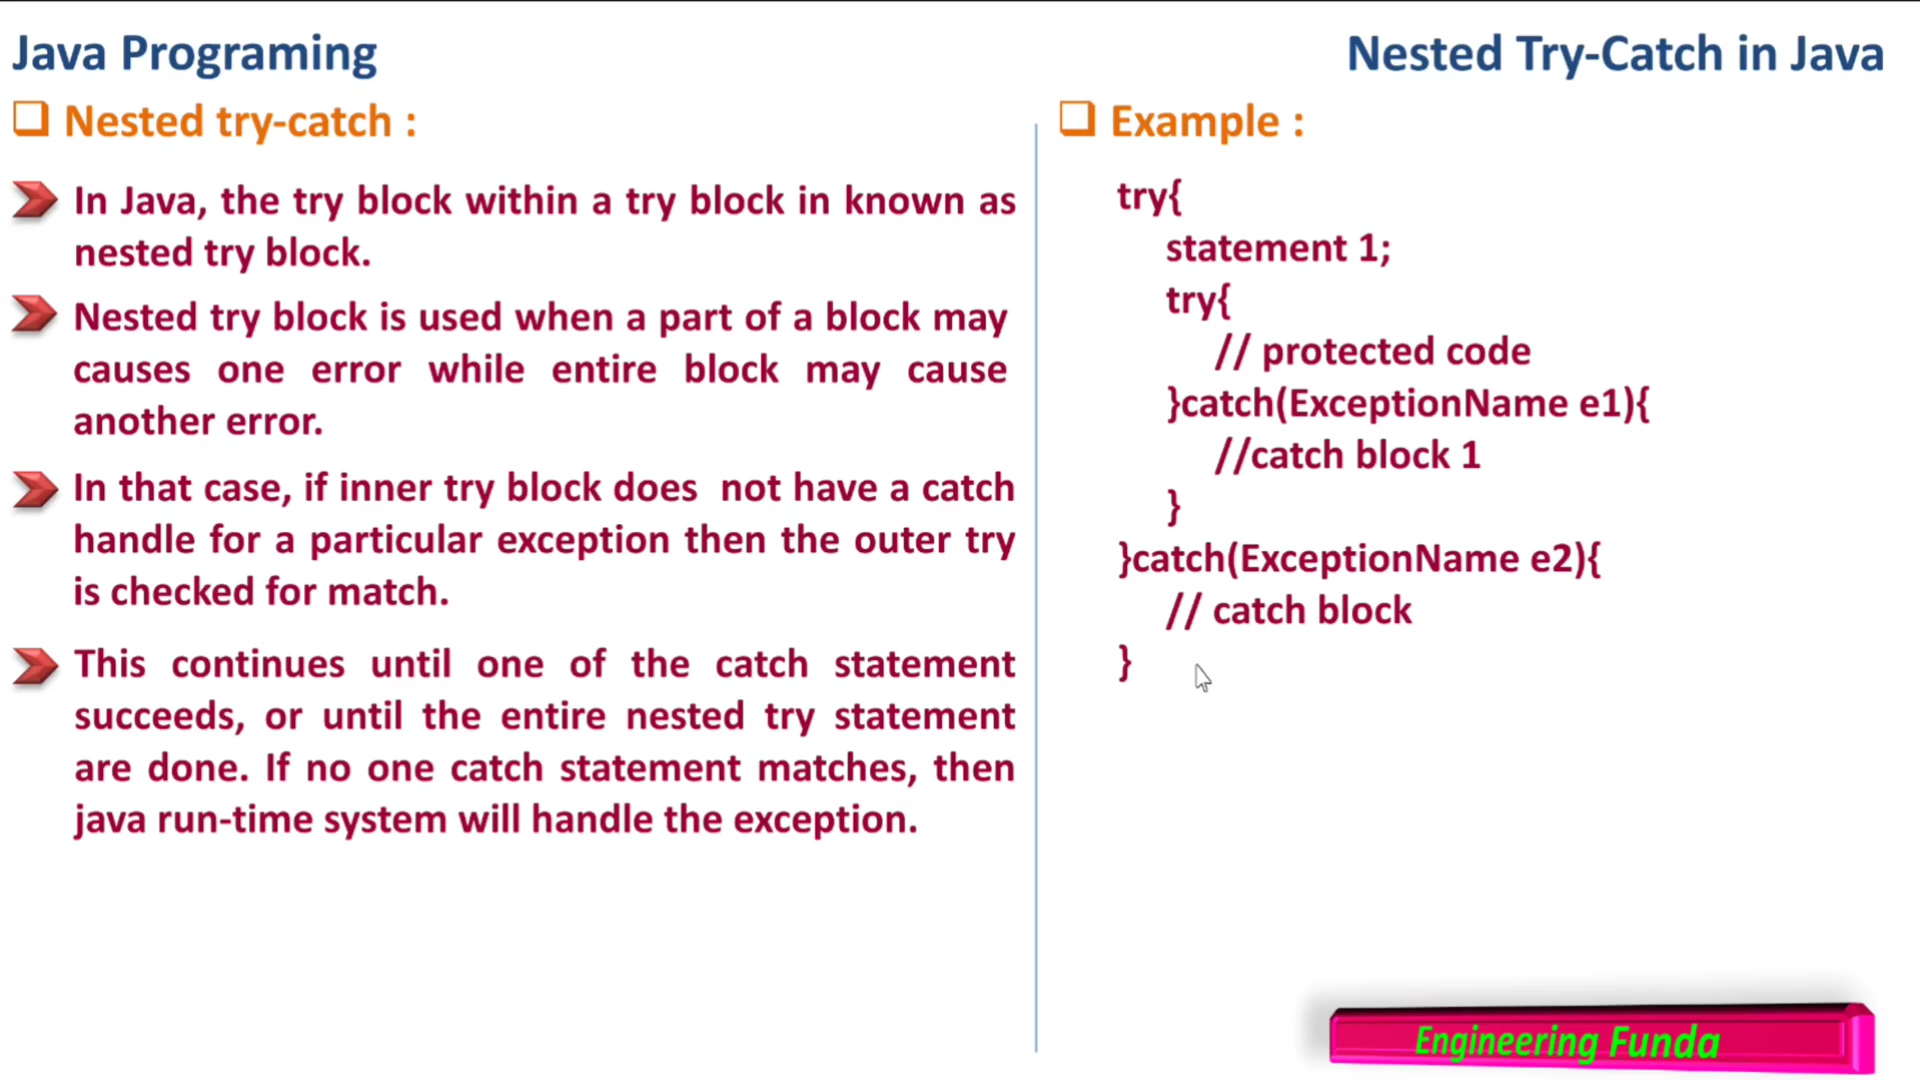 Java Programing
Nested Try-Catch in Java
Nested try-catch :
In Java, the try block within a try block in known as
nested try block.
Nested try block is used when a part of a block may
causes one error while entire block may cause
another error.
In that case, if inner try block does not have a catch
handle for a particular exception then the outer try
is checked for match.
This continues until one of the catch statement
succeeds, or until the entire nested try statement
are done. If no one catch statement matches, then
java run-time system will handle the exception.
Example :
try{
statement 1;
try{
// protected code
}catch(ExceptionName e1){
//catch block 1
}
}catch(ExceptionName e2){
// catch block
}
Engineering Funda